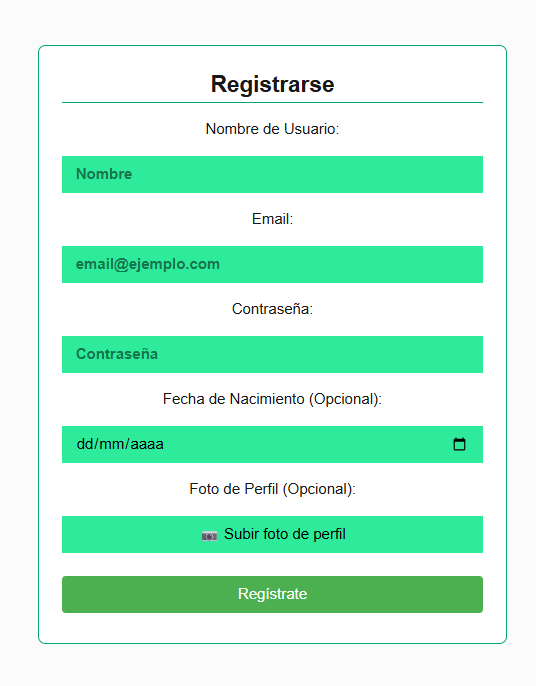 Registrarse
Nombre de Usuario:
Nombre
Email:
email@ejemplo.com
Contraseña:
Contraseña
Fecha de Nacimiento (Opcional):
dd/mm/aaaa
Foto de Perfil (Opcional):
📷 Subir foto de perfil
Regístrate